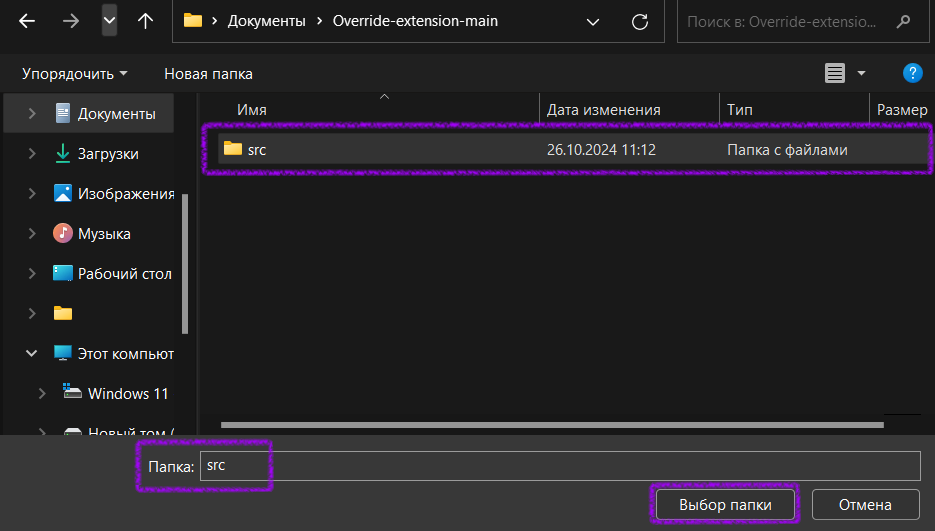 Документы > Override-extension-main
Поиск в: Override-extensio...
Упорядочить
Новая папка
?
Имя
Дата изменения
Тип
Размер
Документы
Загрузки
Изображения
Музыка
Рабочий стол
Этот компьют
Windows 11
Новый том (
src
26.10.2024 11:12
Папка с файлами
Папка: src
Выбор папки
Отмена